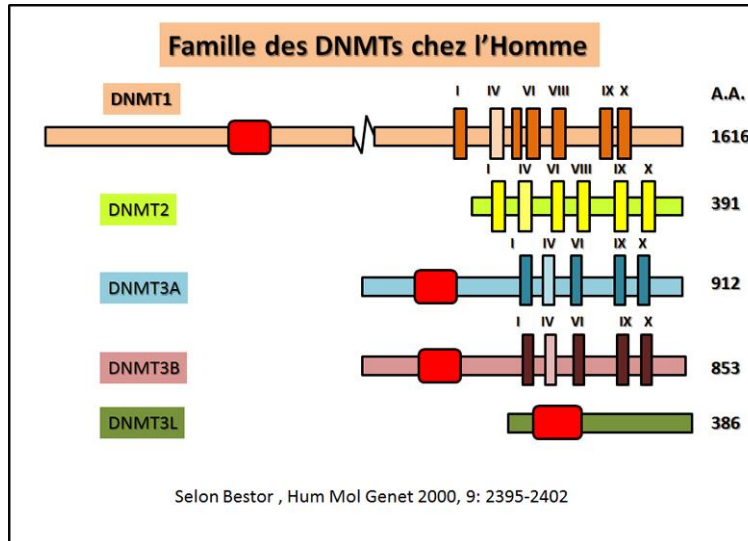 Famille des DNMTs chez l'Homme
I IV VI VIII IX X A.A.
DNMT1 1616
I IV VI VIII IX X
DNMT2 391
I IV VI IX X
DNMT3A 912
I IV VI IX X
DNMT3B 853
DNMT3L 386
Selon Bestor , Hum Mol Genet 2000, 9: 2395-2402